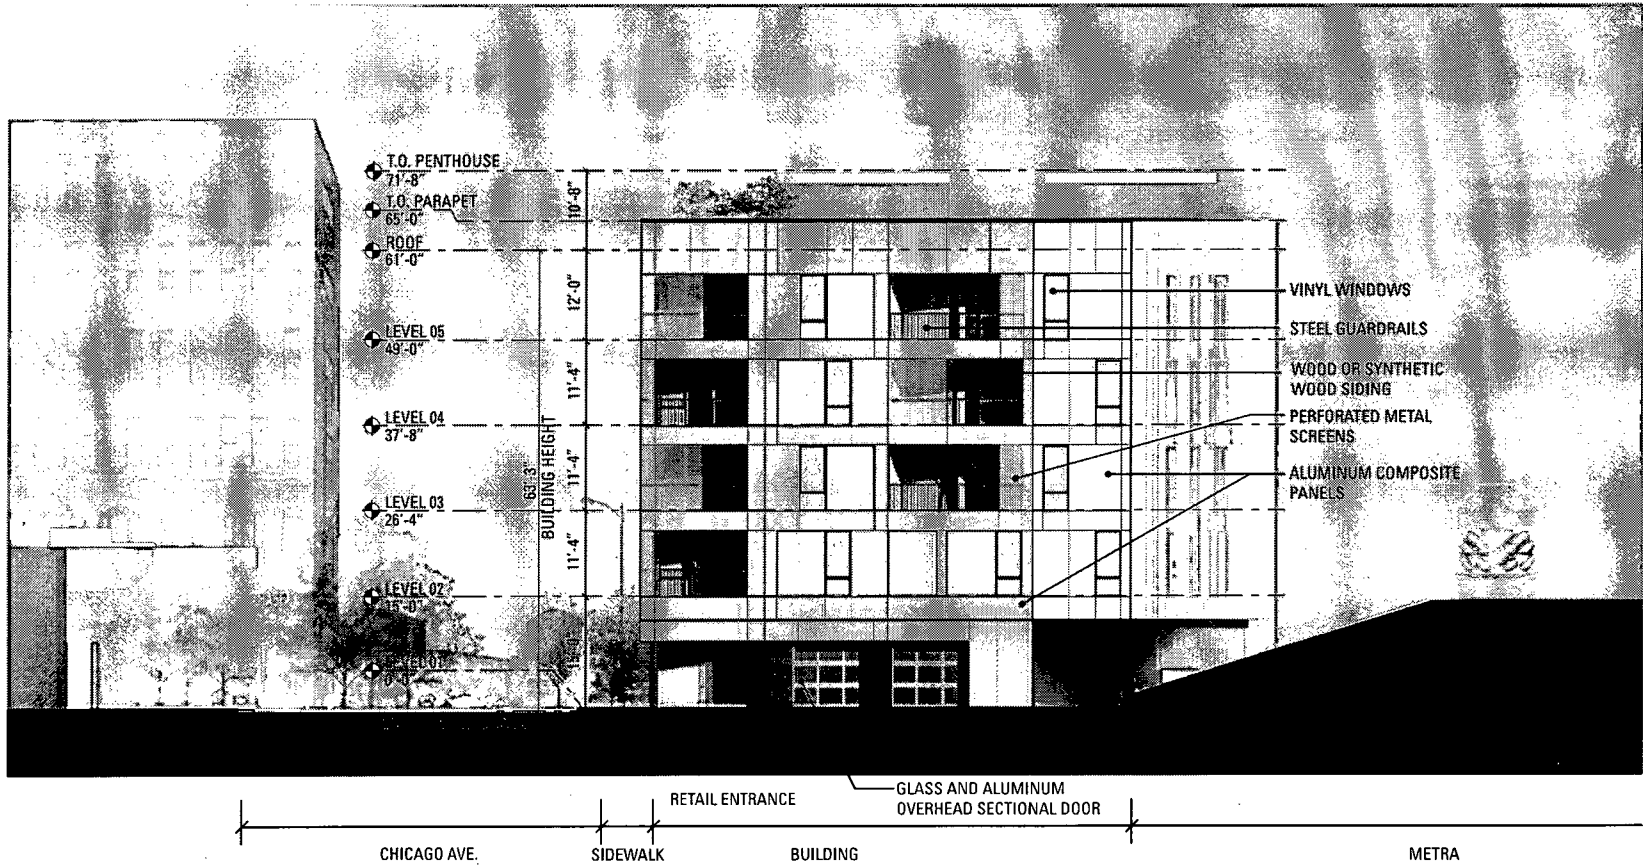 T.O. PENTHOUSE
71'-8"
T.O. PARAPET
65'-0"
ROOF
61'-0"
LEVEL 05
49'-0"
LEVEL 04
37'-8"
LEVEL 03
26'-4"
LEVEL 02
LEVEL 01
10'-8"
12'-0"
11'-4"
11'-4"
11'-4"
63'-3
BUILDING HEIGHT
VINYL WINDOWS
STEEL GUARDRAILS
WOOD OR SYNTHETIC
WOOD SIDING
PERFORATED METAL
SCREENS
ALUMINUM COMPOSITE
PANELS
RETAIL ENTRANCE
GLASS AND ALUMINUM
OVERHEAD SECTIONAL DOOR
CHICAGO AVE.
SIDEWALK
BUILDING
METRA